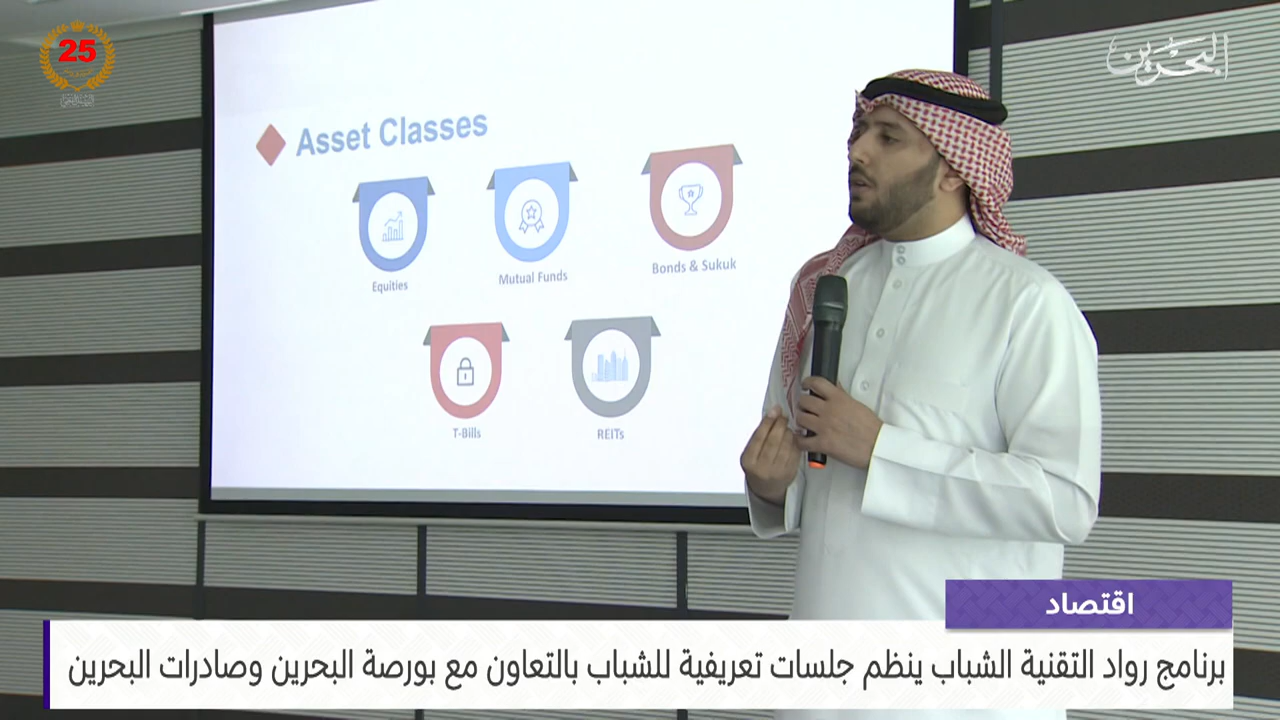 25
البحرين
Asset Classes
Equities
Mutual Funds
Bonds & Sukuk
T-Bills
REITs
اقتصاد
برنامج رواد التقنية الشباب ينظم جلسات تعريفية للشباب بالتعاون مع بورصة البحرين وصادرات البحرين